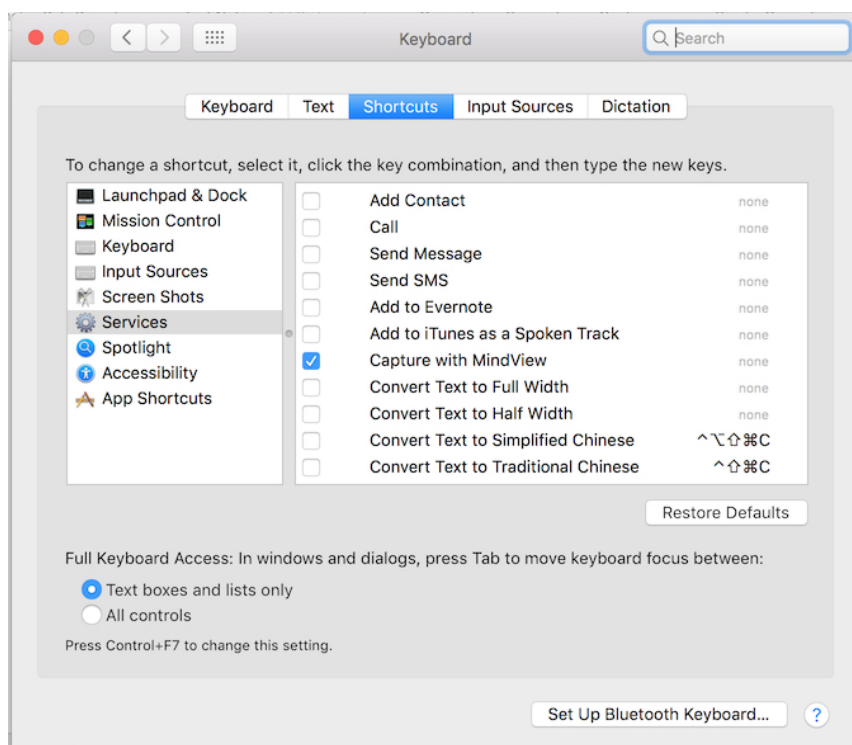 Keyboard
Search
Keyboard Text Shortcuts Input Sources Dictation
To change a shortcut, select it, click the key combination, and then type the new keys.
Launchpad & Dock
Mission Control
Keyboard
Input Sources
Screen Shots
Services
Spotlight
Accessibility
App Shortcuts
Add Contact none
Call none
Send Message none
Send SMS none
Add to Evernote none
Add to iTunes as a Spoken Track none
Capture with MindView none
Convert Text to Full Width none
Convert Text to Half Width none
Convert Text to Simplified Chinese ^⌥⇧⌘C
Convert Text to Traditional Chinese ^⇧⌘C
Restore Defaults
Full Keyboard Access: In windows and dialogs, press Tab to move keyboard focus between:
Text boxes and lists only
All controls
Press Control+F7 to change this setting.
Set Up Bluetooth Keyboard... ?